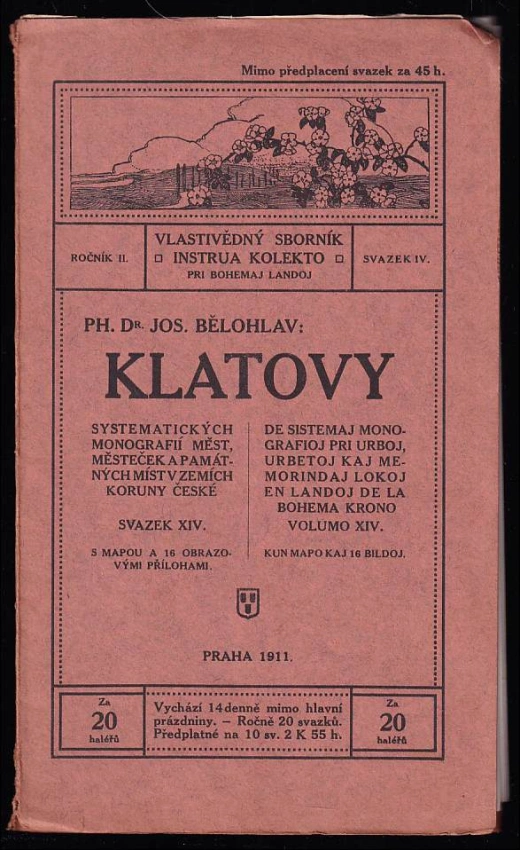 Mimo předplacení svazek za 45 h.
ROČNÍK II.
VLASTIVĚDNÝ SBORNÍK
INSTRUA KOLEKTO
PRI BOHEMAJ LANDOJ
SVAZEK IV.
PH. DR. JOS. BĚLOHLAV:
KLATOVY
SYSTEMATICKÝCH
MONOGRAFIÍ MĚST,
MĚSTEČEK A PAMÁT-
NÝCH MÍST V ZEMÍCH
KORUNY ČESKÉ
SVAZEK XIV.
S MAPOU A 16 OBRAZO-
VÝMI PŘÍLOHAMI.
DE SISTEMAJ MONO-
GRAFIOJ PRI URBOJ,
URBETOJ KAJ ME-
MORINDAJ LOKOJ
EN LANDOJ DE LA
BOHEMA KRONO
VOLUMO XIV.
KUN MAPO KAJ 16 BILDOJ.
PRAHA 1911.
Za
20
haléřů
Vychází 14denně mimo hlavní
prázdniny. – Ročně 20 svazků.
Předplatné na 10 sv. 2 K 55 h.
Za
20
haléřů